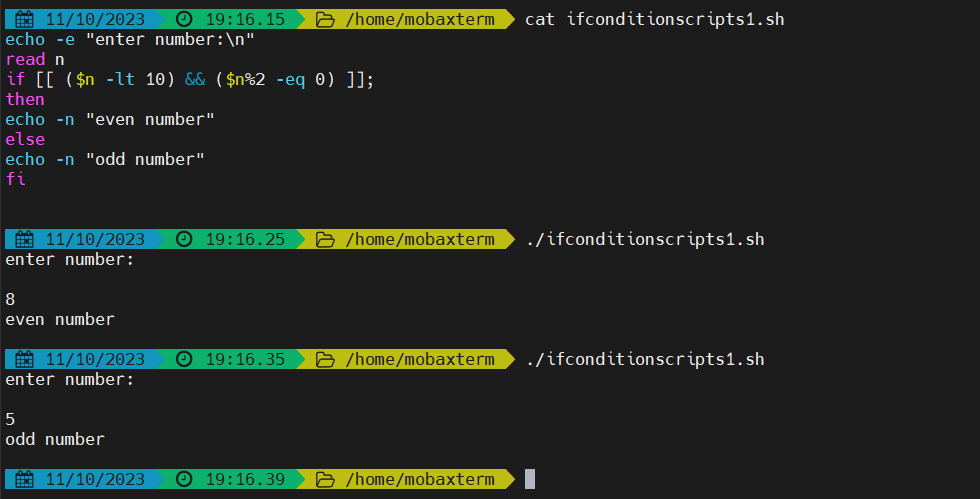 11/10/2023 19:16.15 /home/mobaxterm cat ifconditionscripts1.sh
echo -e "enter number:\n"
read n
if [[ ($n -lt 10) && ($n%2 -eq 0) ]];
then
echo -n "even number"
else
echo -n "odd number"
fi
11/10/2023 19:16.25 /home/mobaxterm ./ifconditionscripts1.sh
enter number:
8
even number
11/10/2023 19:16.35 /home/mobaxterm ./ifconditionscripts1.sh
enter number:
5
odd number
11/10/2023 19:16.39 /home/mobaxterm